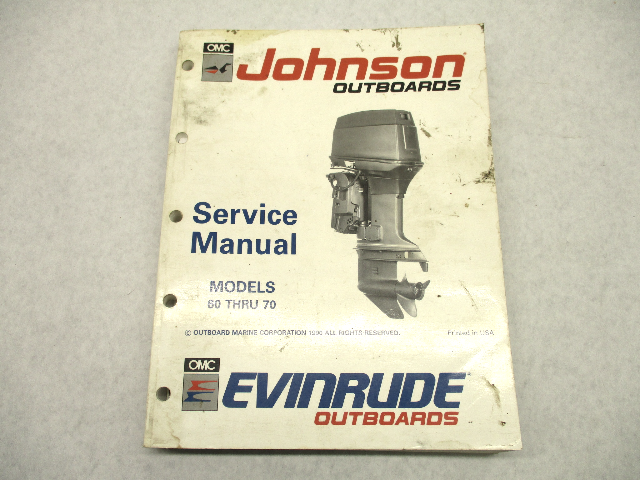 OMC
Johnson
OUTBOARDS
Service
Manual
MODELS
60 THRU 70
© OUTBOARD MARINE CORPORATION 1990 ALL RIGHTS RESERVED.
Printed in USA
OMC
EVINRUDE
OUTBOARDS